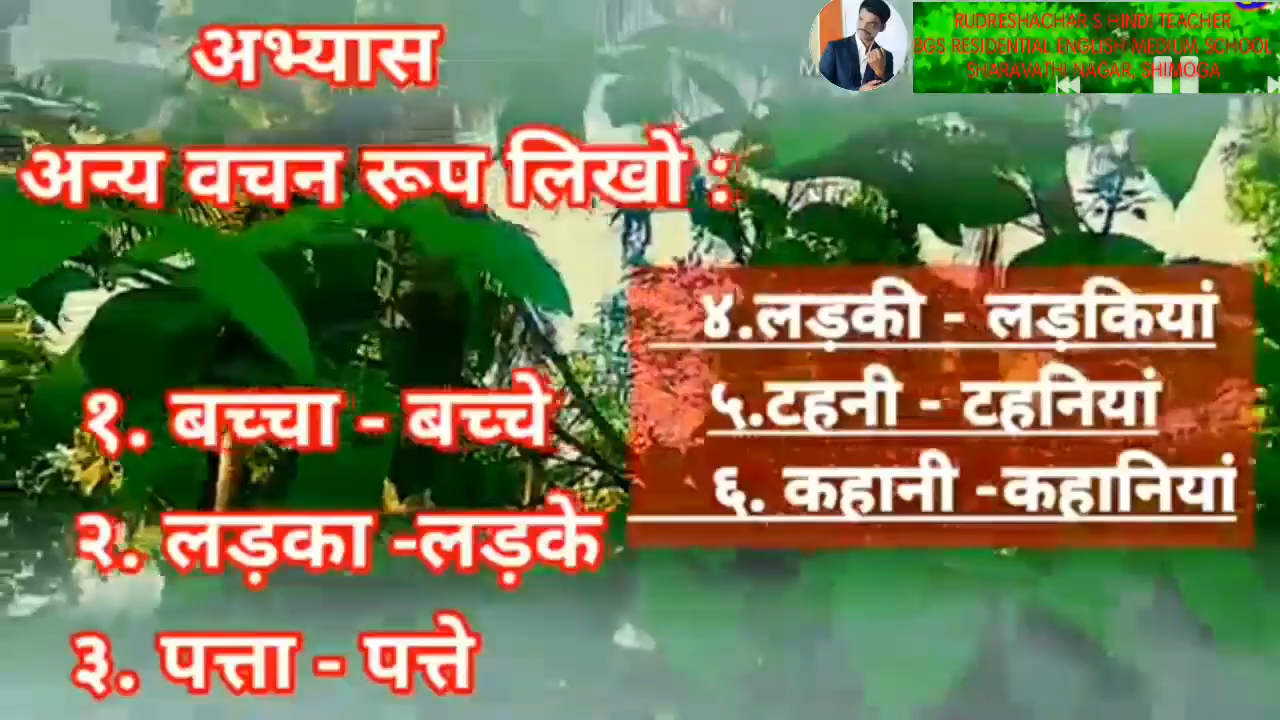 अभ्यास
अन्य वचन रूप लिखो :
१. बच्चा - बच्चे
२. लड़का -लड़के
३. पत्ता - पत्ते
४.लड़की - लड़कियां
५.टहनी - टहनियां
६. कहानी -कहानियां
RUDRESHACHAR S HINDI TEACHER
BGS RESIDENTIAL ENGLISH MEDIUM SCHOOL
SHARAVATHI NAGAR, SHIMOGA